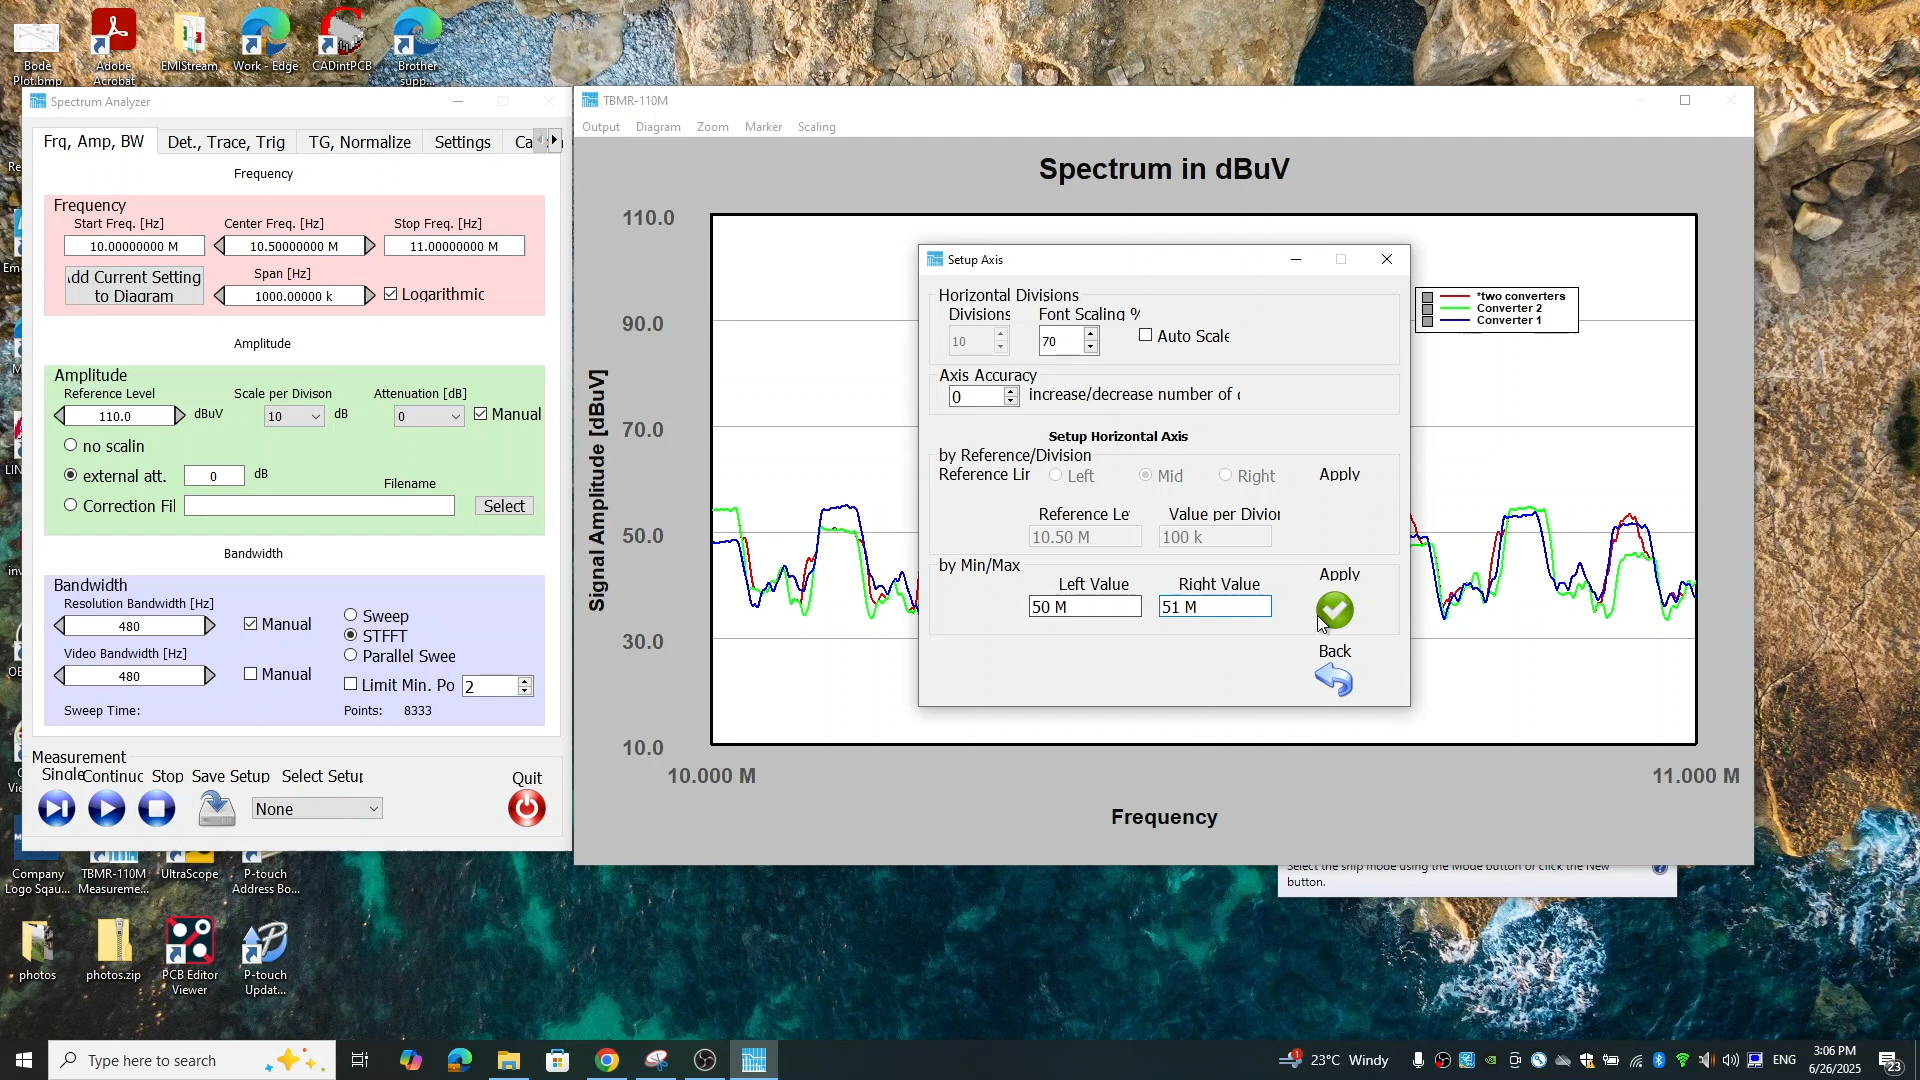 Bode
Plot.bmp
Adobe
Acrobat
EMIStream
Work - Edge
CADintPCB
Brother
supp...
Spectrum Analyzer
Frq, Amp, BW
Det., Trace, Trig
TG, Normalize
Settings
Ca
Frequency
Frequency
Start Freq. [Hz]
Center Freq. [Hz]
Stop Freq. [Hz]
10.00000000 M
10.50000000 M
11.00000000 M
dd Current Setting
to Diagram
Span [Hz]
1000.00000 k
Logarithmic
Amplitude
Amplitude
Reference Level
Scale per Divison
Attenuation [dB]
110.0
dBuV
10
dB
0
Manual
no scalin
external att.
0
dB
Filename
Correction Fil
Select
Bandwidth
Bandwidth
Resolution Bandwidth [Hz]
480
Manual
Sweep
STFFT
Parallel Swee
Video Bandwidth [Hz]
480
Manual
Limit Min. Po
2
Sweep Time:
Points:
8333
Measurement
Single
Continuc
Stop
Save Setup
Select Setup
None
Quit
TBMR-110M
Output
Diagram
Zoom
Marker
Scaling
Spectrum in dBuV
Signal Amplitude [dBuV]
110.0
90.0
70.0
50.0
30.0
10.0
10.000 M
11.000 M
Frequency
*two converters
Converter 2
Converter 1
Setup Axis
Horizontal Divisions
Divisions
Font Scaling %
10
70
Auto Scale
Axis Accuracy
0
increase/decrease number of
Setup Horizontal Axis
by Reference/Division
Reference Lir
Left
Mid
Right
Apply
Reference Le
Value per Divior
10.50 M
100 k
by Min/Max
Left Value
Right Value
Apply
50 M
51 M
Back
Select the snip mode using the Mode button or click the New
button.
Company
Logo Sqau...
TBMR-110M
Measureme...
UltraScope
P-touch
Address Bo...
photos
photos.zip
PCB Editor
Viewer
P-touch
Updat...
Type here to search
1
23°C Windy
ENG
3:06 PM
6/26/2025
23